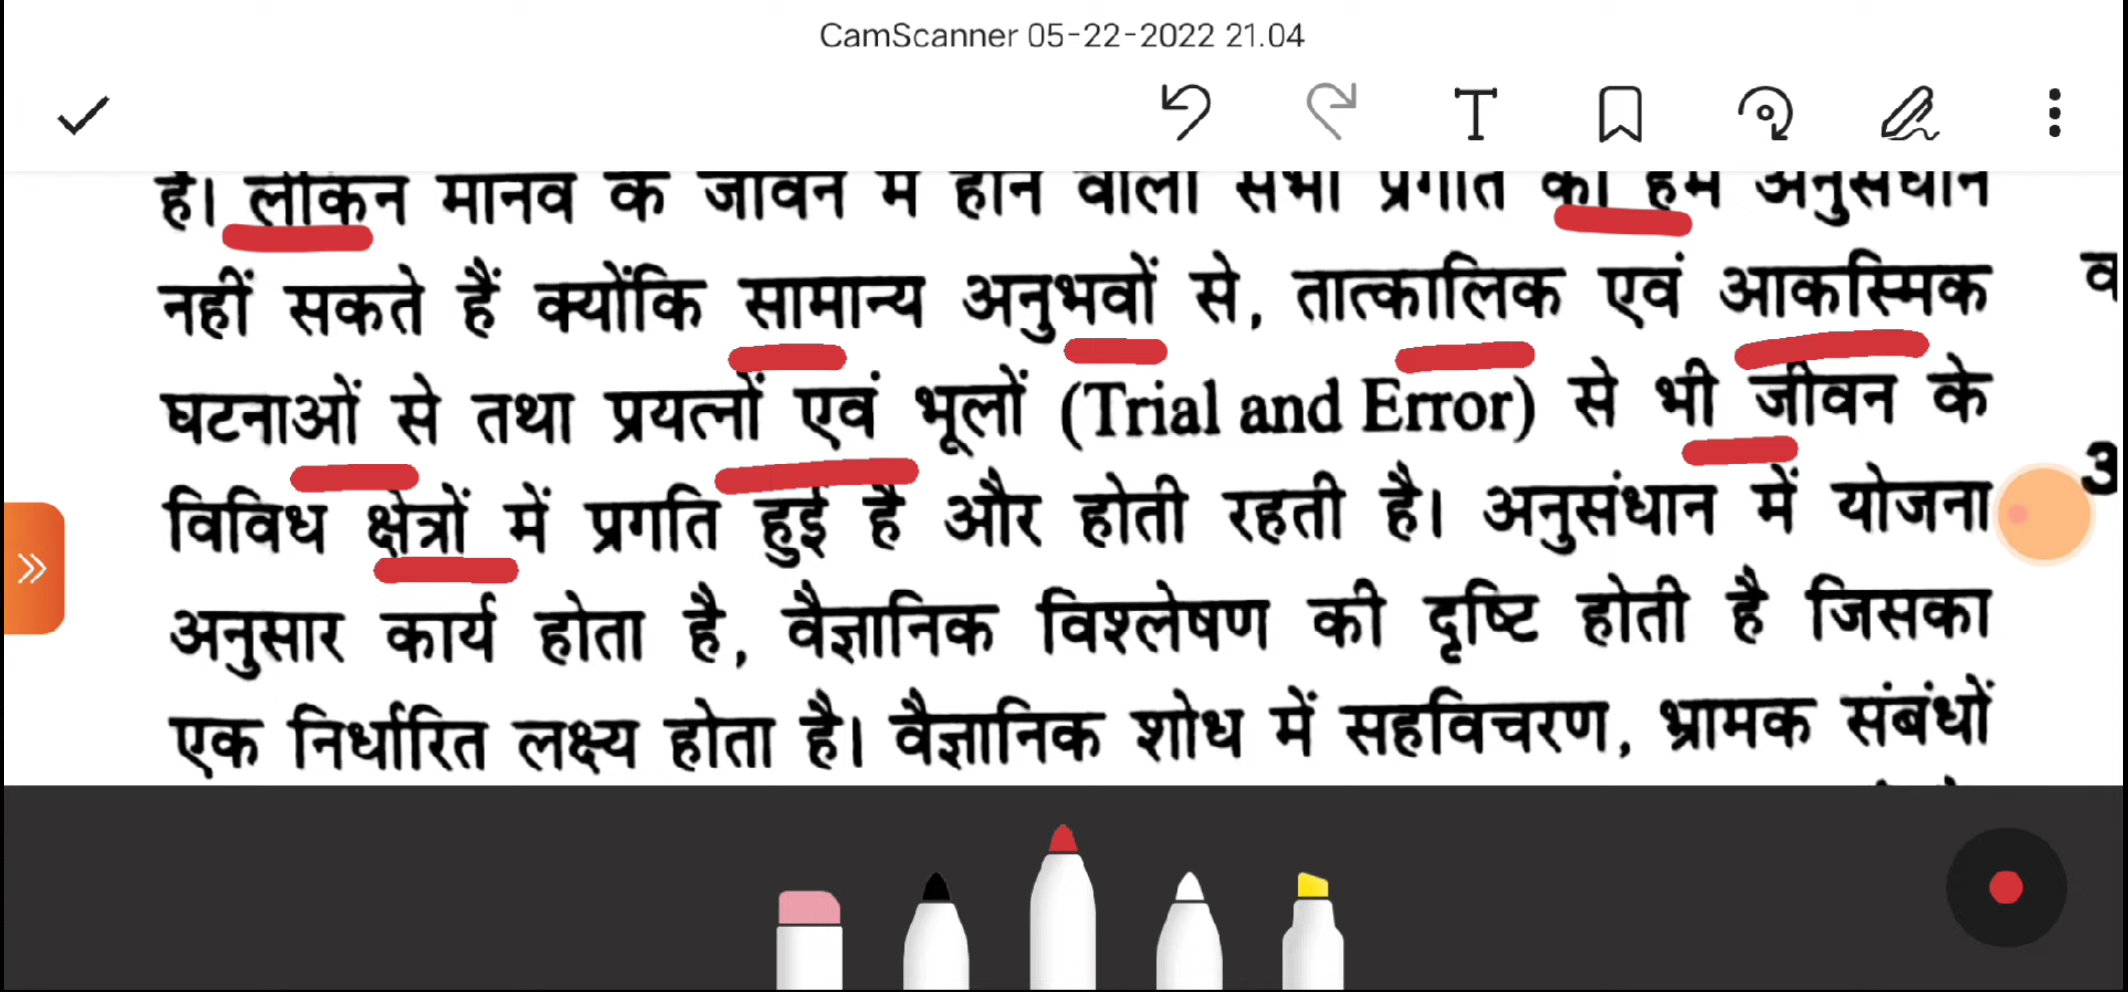 CamScanner 05-22-2022 21.04
है। लेकिन मानव के जीवन में होने वाली सभी प्रगति को हम अनुसंधान
नहीं सकते हैं क्योंकि सामान्य अनुभवों से, तात्कालिक एवं आकस्मिक
घटनाओं से तथा प्रयत्नों एवं भूलों (Trial and Error) से भी जीवन के
विविध क्षेत्रों में प्रगति हुई है और होती रहती है। अनुसंधान में योजना
अनुसार कार्य होता है, वैज्ञानिक विश्लेषण की दृष्टि होती है जिसका
एक निर्धारित लक्ष्य होता है। वैज्ञानिक शोध में सहविचरण, भ्रामक संबंधों